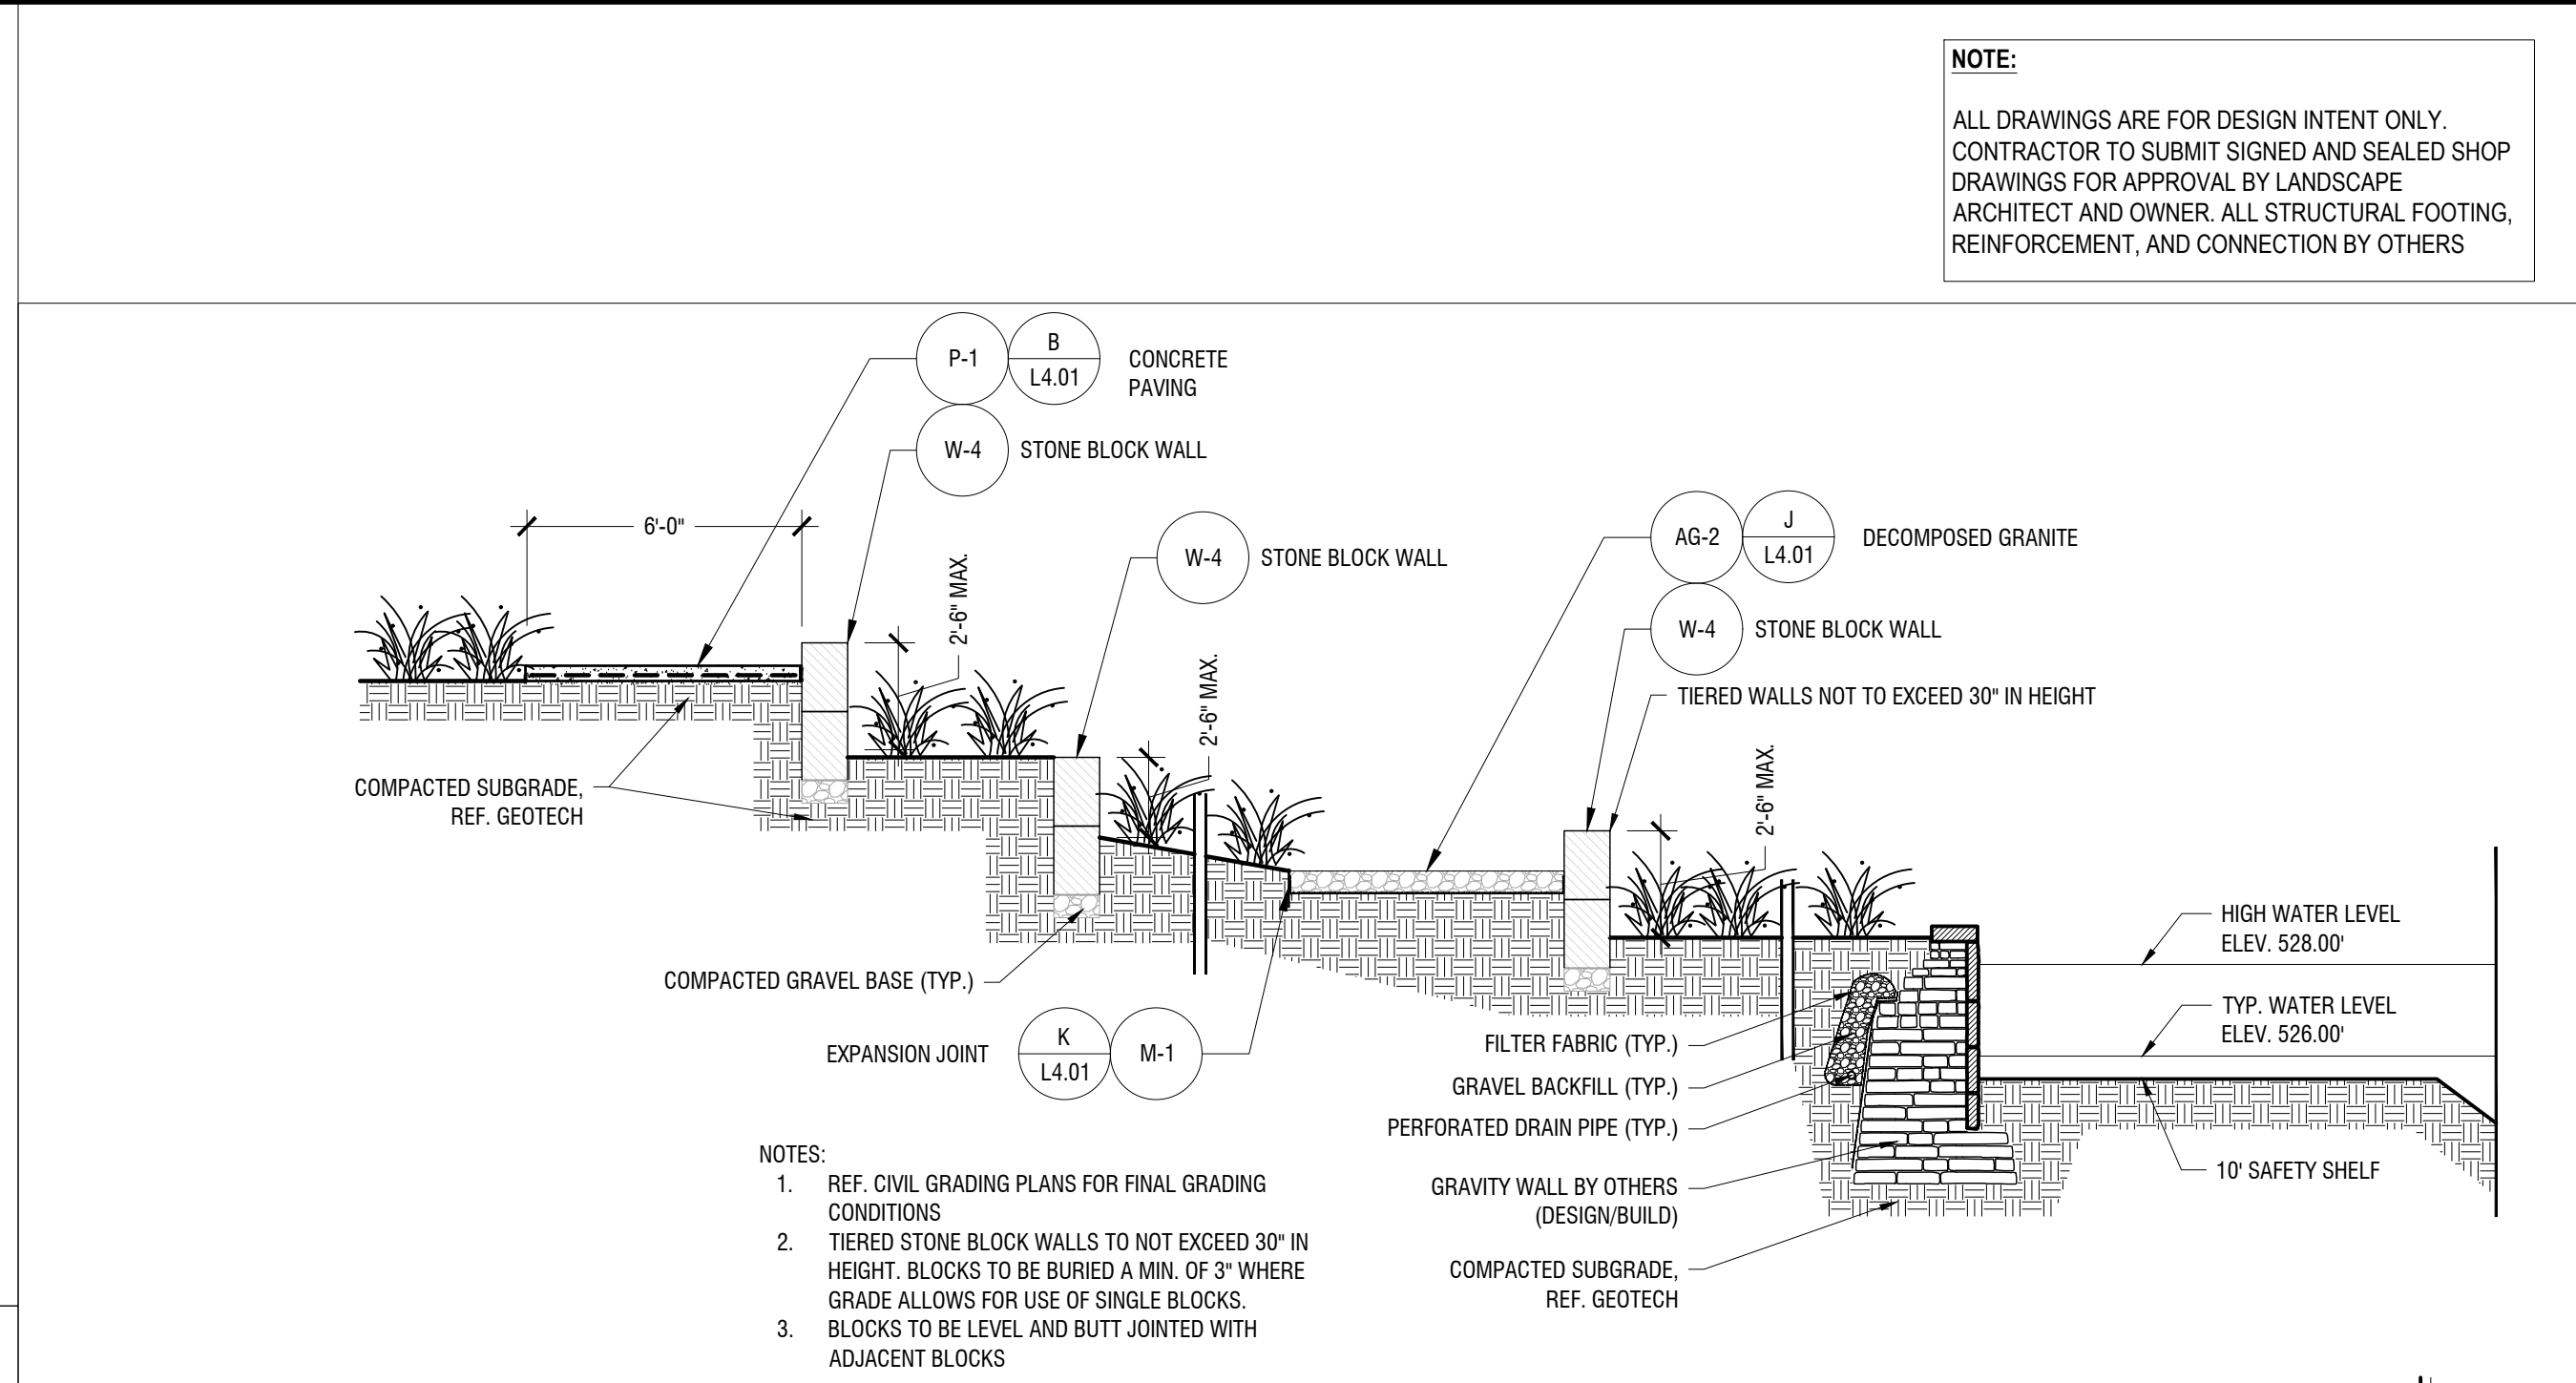 NOTE:
ALL DRAWINGS ARE FOR DESIGN INTENT ONLY.
CONTRACTOR TO SUBMIT SIGNED AND SEALED SHOP
DRAWINGS FOR APPROVAL BY LANDSCAPE
ARCHITECT AND OWNER. ALL STRUCTURAL FOOTING,
REINFORCEMENT, AND CONNECTION BY OTHERS
P-1
B
L4.01
CONCRETE
PAVING
W-4
STONE BLOCK WALL
6'-0"
2'-6" MAX.
W-4
STONE BLOCK WALL
2'-6" MAX.
AG-2
J
L4.01
DECOMPOSED GRANITE
W-4
STONE BLOCK WALL
TIERED WALLS NOT TO EXCEED 30" IN HEIGHT
2'-6" MAX.
COMPACTED SUBGRADE,
REF. GEOTECH
COMPACTED GRAVEL BASE (TYP.)
EXPANSION JOINT
K
L4.01
M-1
HIGH WATER LEVEL
ELEV. 528.00'
TYP. WATER LEVEL
ELEV. 526.00'
10' SAFETY SHELF
FILTER FABRIC (TYP.)
GRAVEL BACKFILL (TYP.)
PERFORATED DRAIN PIPE (TYP.)
GRAVITY WALL BY OTHERS
(DESIGN/BUILD)
COMPACTED SUBGRADE,
REF. GEOTECH
NOTES:
1. REF. CIVIL GRADING PLANS FOR FINAL GRADING
CONDITIONS
2. TIERED STONE BLOCK WALLS TO NOT EXCEED 30" IN
HEIGHT. BLOCKS TO BE BURIED A MIN. OF 3" WHERE
GRADE ALLOWS FOR USE OF SINGLE BLOCKS.
3. BLOCKS TO BE LEVEL AND BUTT JOINTED WITH
ADJACENT BLOCKS